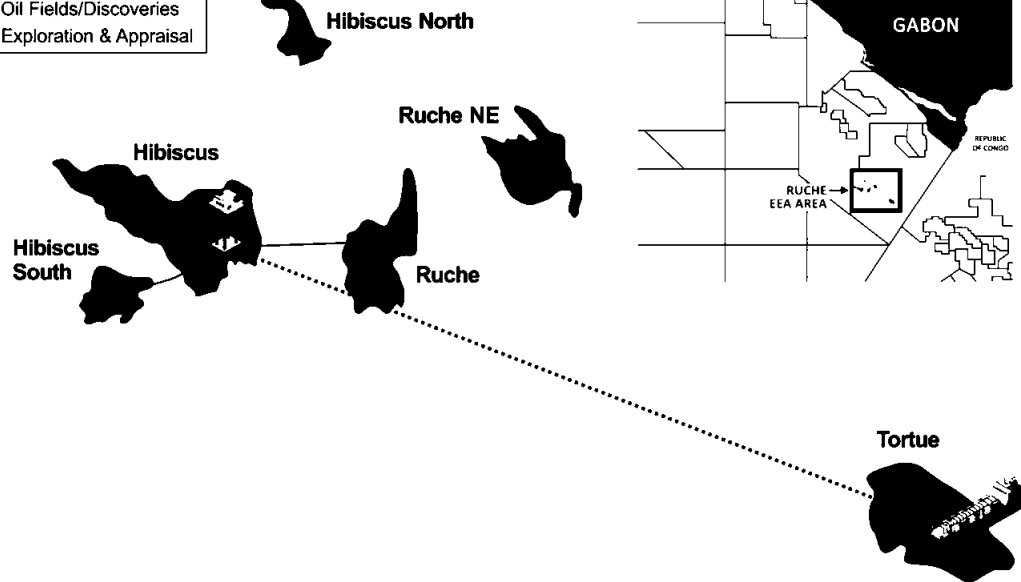 Oil Fields/Discoveries
Exploration & Appraisal
Hibiscus North
GABON
Ruche NE
REPUBLIC
OF CONGO
Hibiscus
RUCHE
EEA AREA
Hibiscus
South
Ruche
Tortue